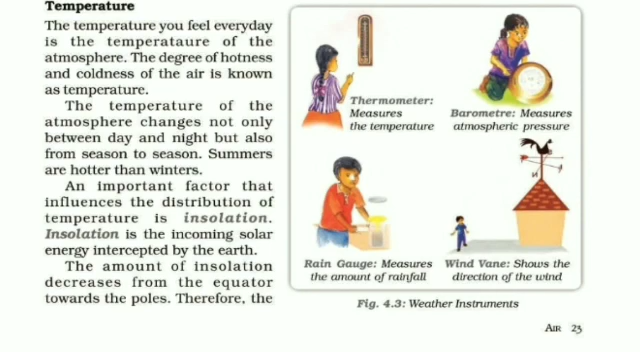 Temperature
The temperature you feel everyday
is the temperataure of the
atmosphere. The degree of hotness
and coldness of the air is known
as temperature.
The temperature of the
atmosphere changes not only
between day and night but also
from season to season. Summers
are hotter than winters.
An important factor that
influences the distribution of
temperature is insolation.
Insolation is the incoming solar
energy intercepted by the earth.
The amount of insolation
decreases from the equator
towards the poles. Therefore, the
Thermometer:
Measures
the temperature
Barometre: Measures
atmospheric pressure
Rain Gauge: Measures
the amount of rainfall
Wind Vane: Shows the
direction of the wind
Fig. 4.3: Weather Instruments
AIR 23